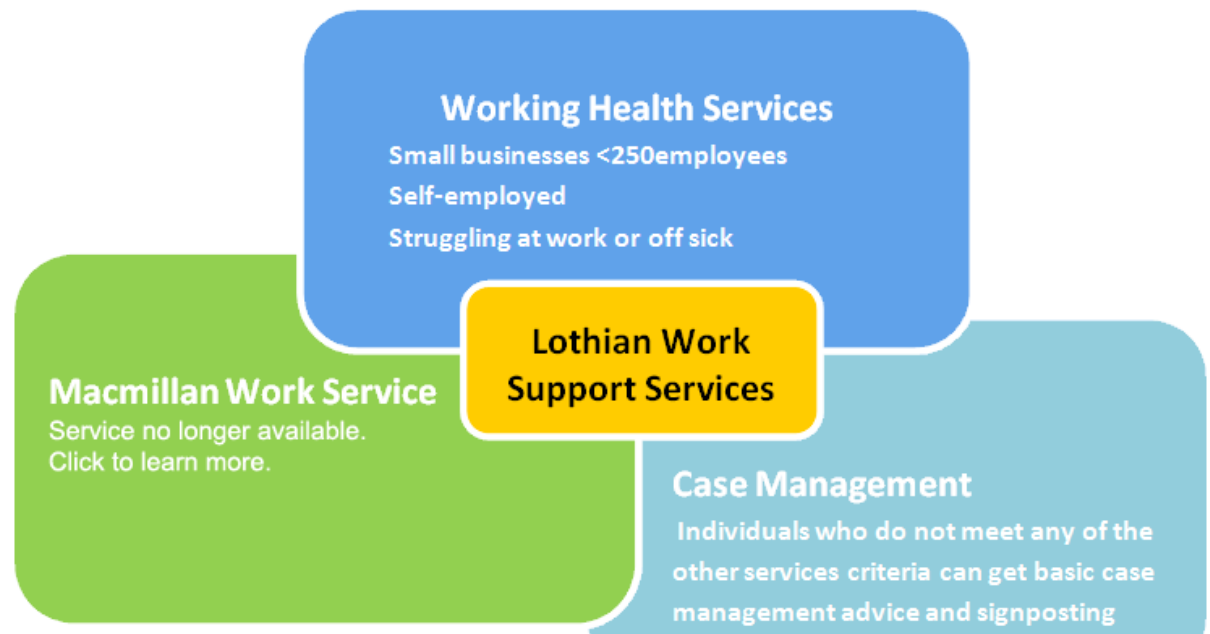 Working Health Services
Small businesses <250employees
Self-employed
Struggling at work or off sick
Lothian Work
Support Services
Macmillan Work Service
Service no longer available.
Click to learn more.
Case Management
Individuals who do not meet any of the
other services criteria can get basic case
management advice and signposting